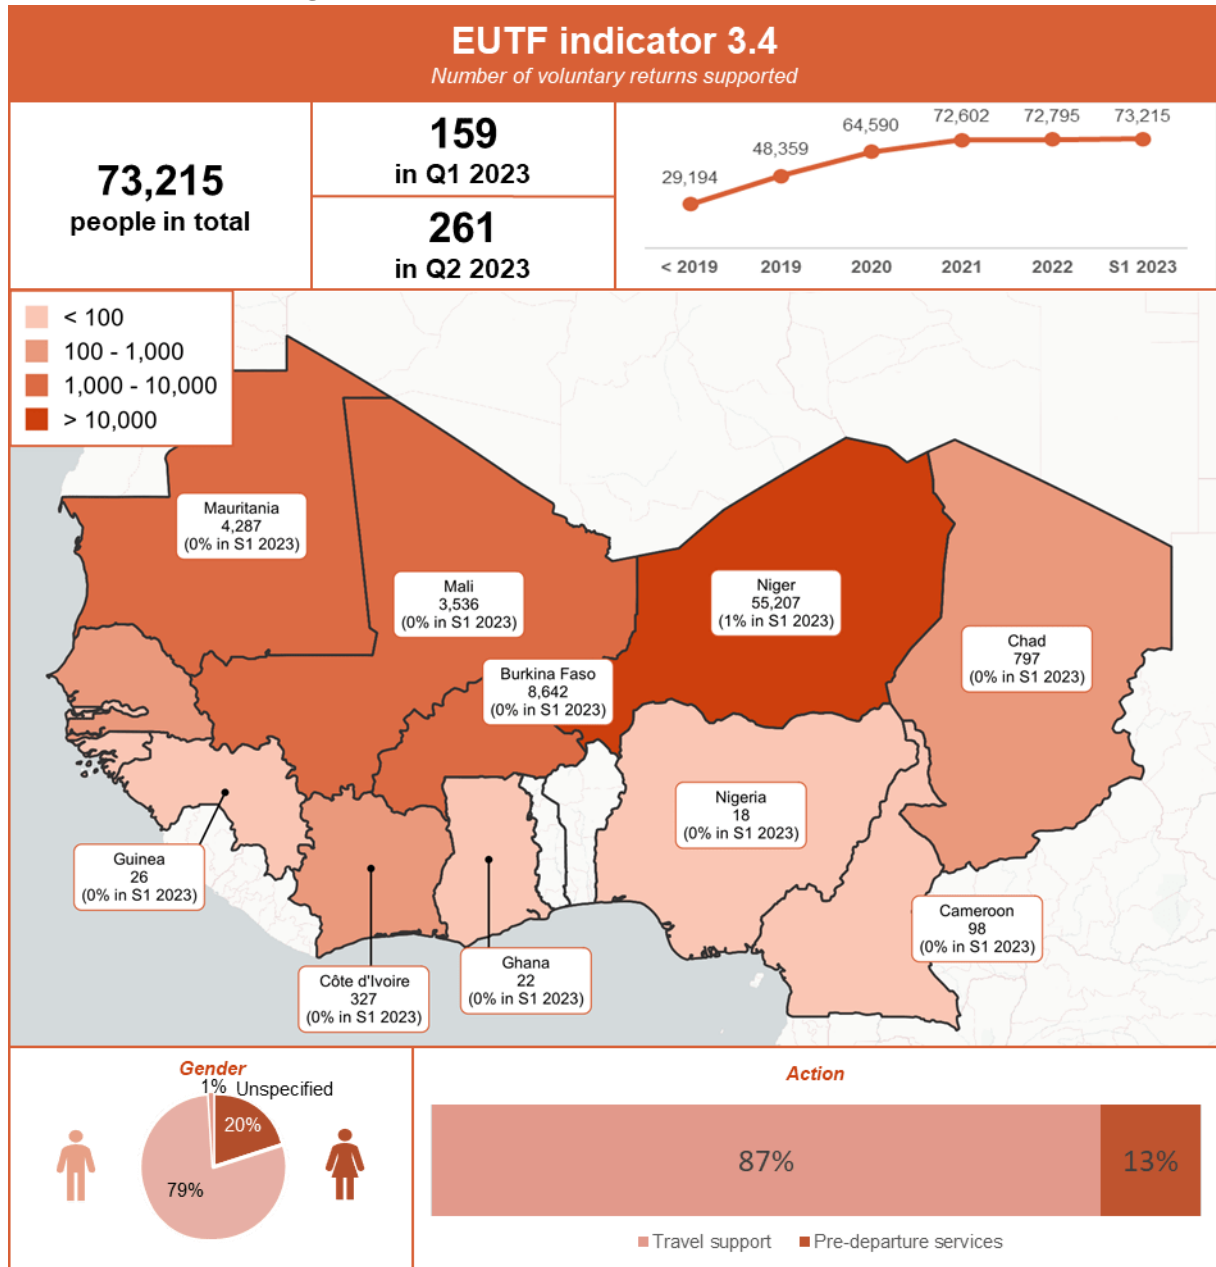 EUTF indicator 3.4
Number of voluntary returns supported
73,215
people in total
159
in Q1 2023
261
in Q2 2023
29,194
48,359
64,590
72,602
72,795
73,215
< 2019
2019
2020
2021
2022
S1 2023
< 100
100 - 1,000
1,000 - 10,000
> 10,000
Mauritania
4,287
(0% in S1 2023)
Mali
3,536
(0% in S1 2023)
Niger
55,207
(1% in S1 2023)
Chad
797
(0% in S1 2023)
Burkina Faso
8,642
(0% in S1 2023)
Nigeria
18
(0% in S1 2023)
Guinea
26
(0% in S1 2023)
Cameroon
98
(0% in S1 2023)
Côte d'Ivoire
327
(0% in S1 2023)
Ghana
22
(0% in S1 2023)
Gender
1% Unspecified
20%
79%
Action
87%
13%
Travel support
Pre-departure services